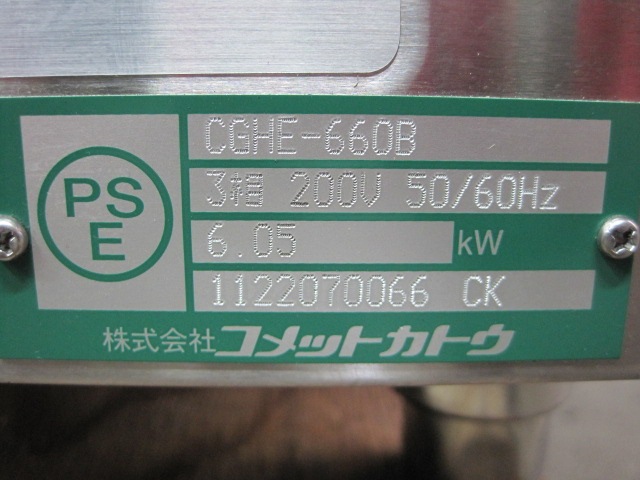 CGHE-660B
PS
E
3相 200V 50/60Hz
6.05 kW
1122070066 CK
株式会社コメットカトウ